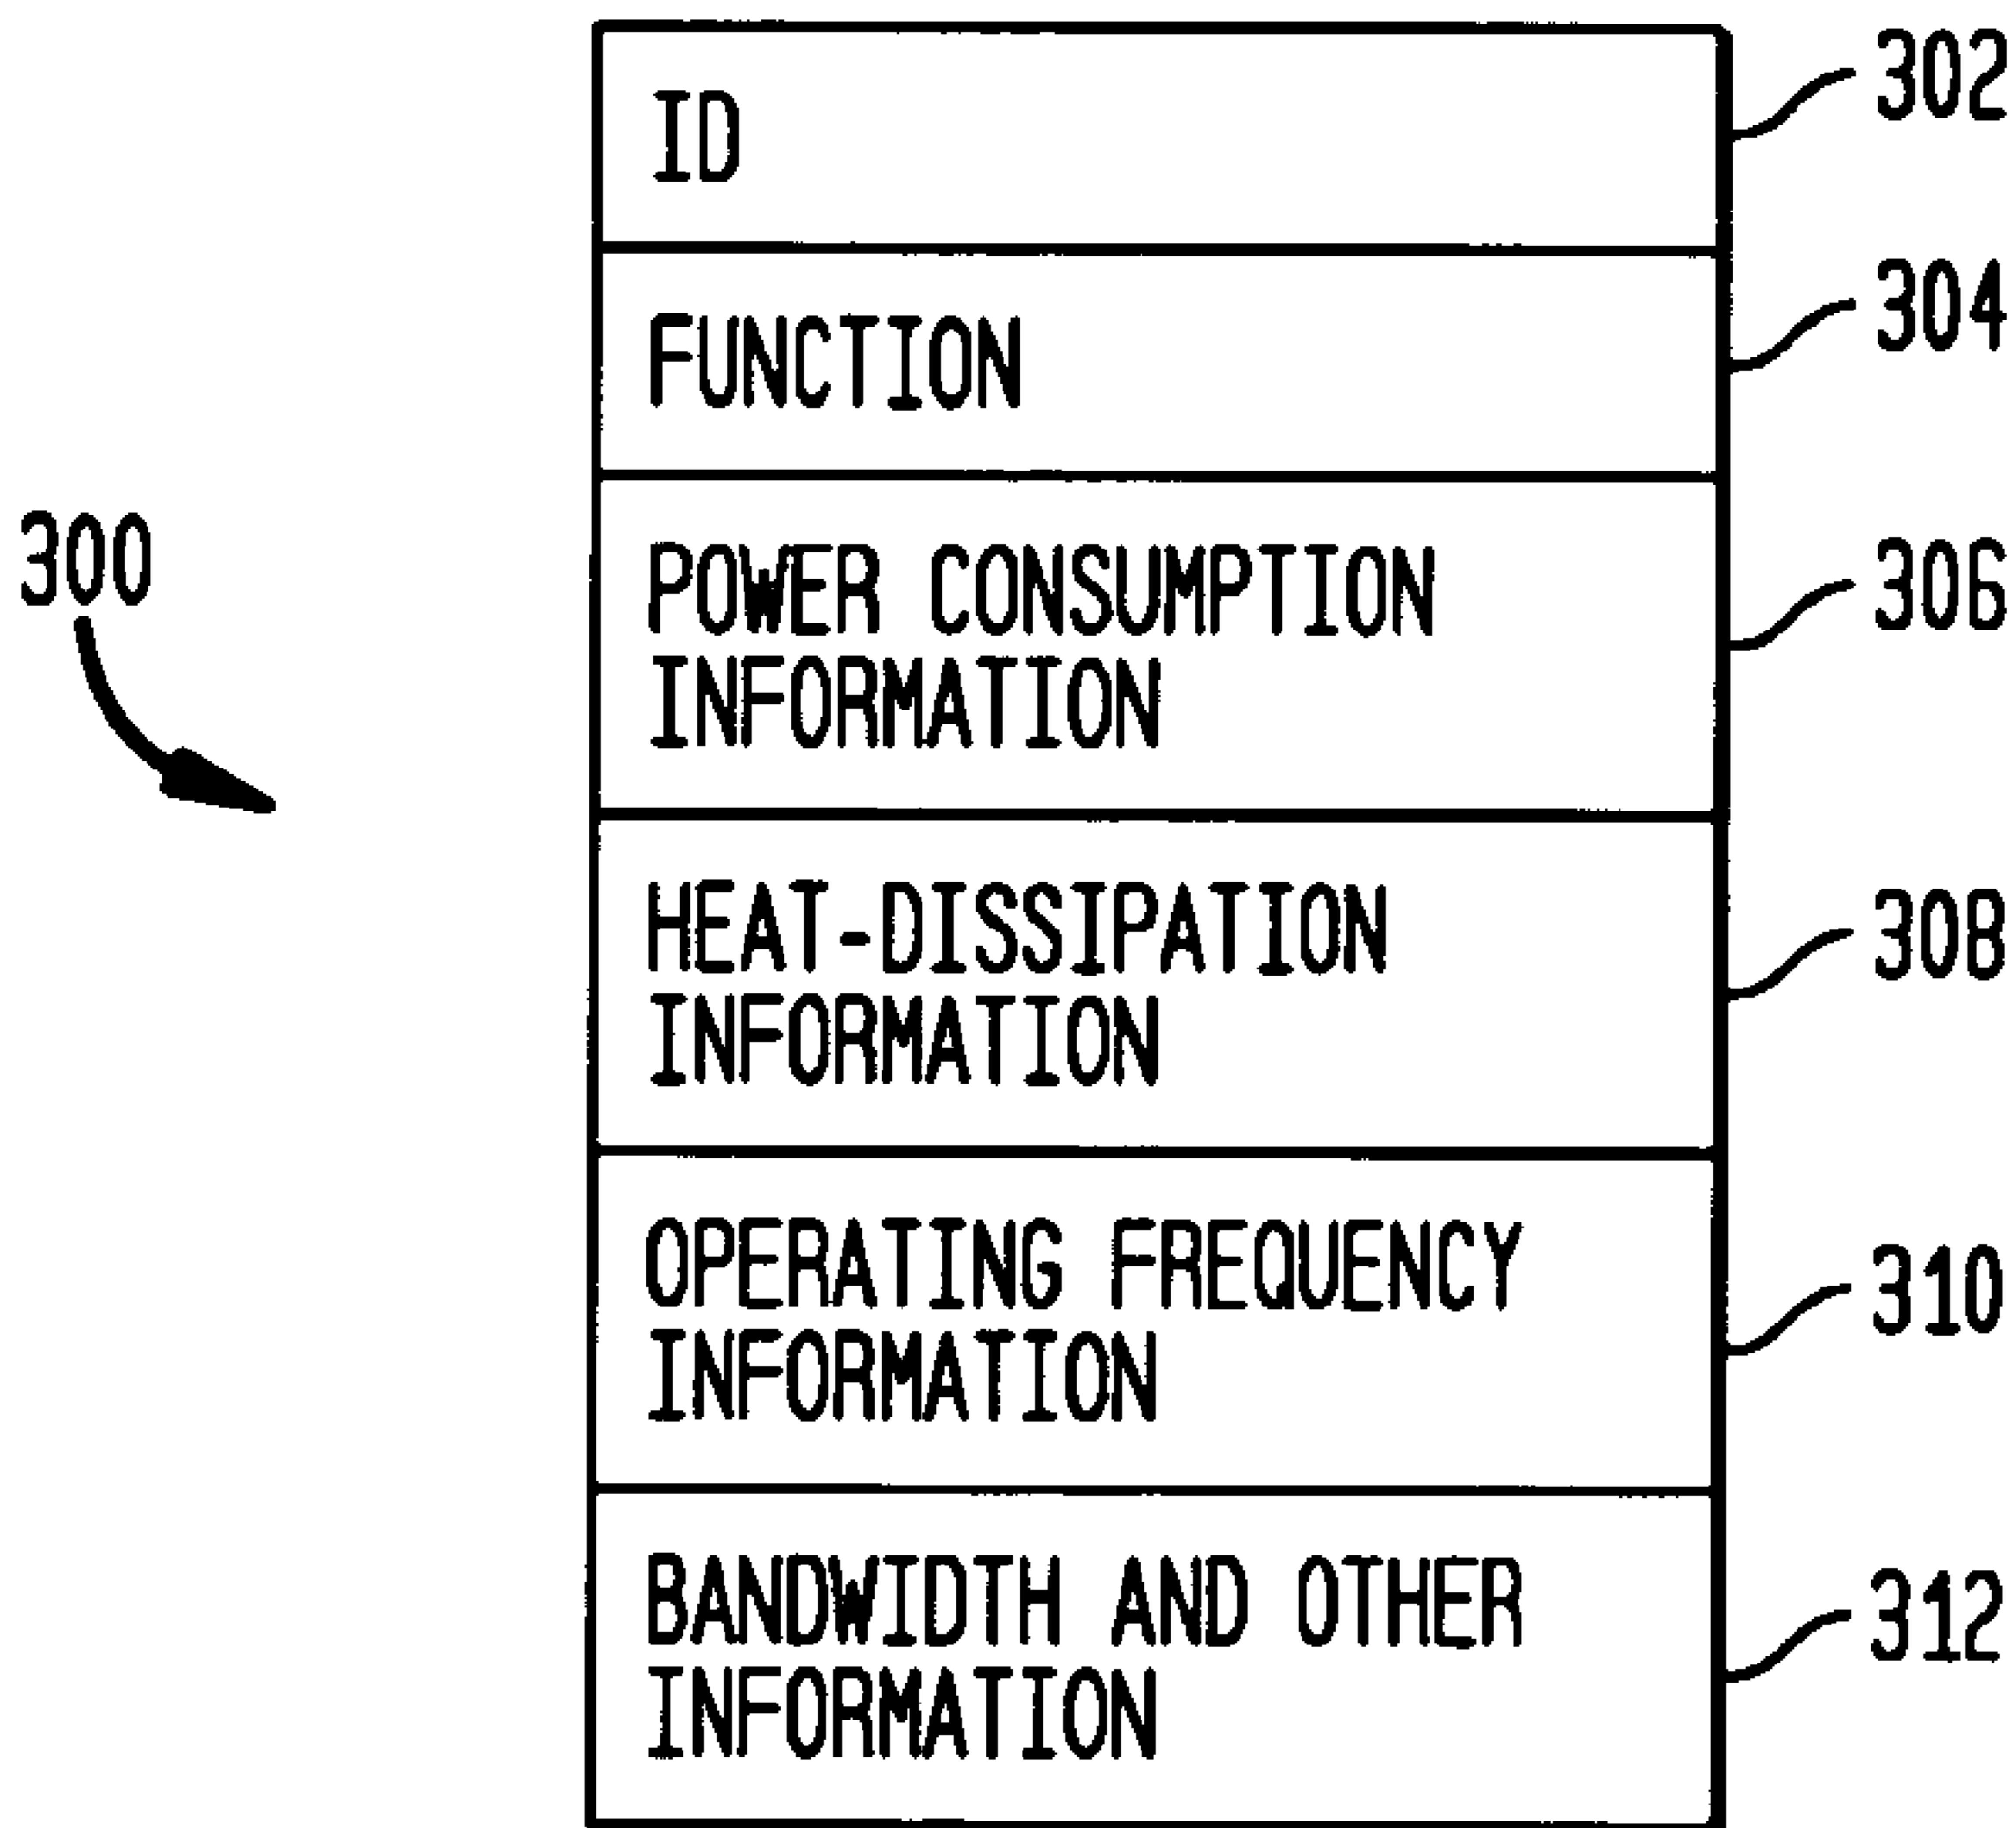 302
ID
304
FUNCTION
300
306
POWER CONSUMPTION
INFORMATION
308
HEAT-DISSIPATION
INFORMATION
310
OPERATING FREQUENCY
INFORMATION
312
BANDWIDTH AND OTHER
INFORMATION